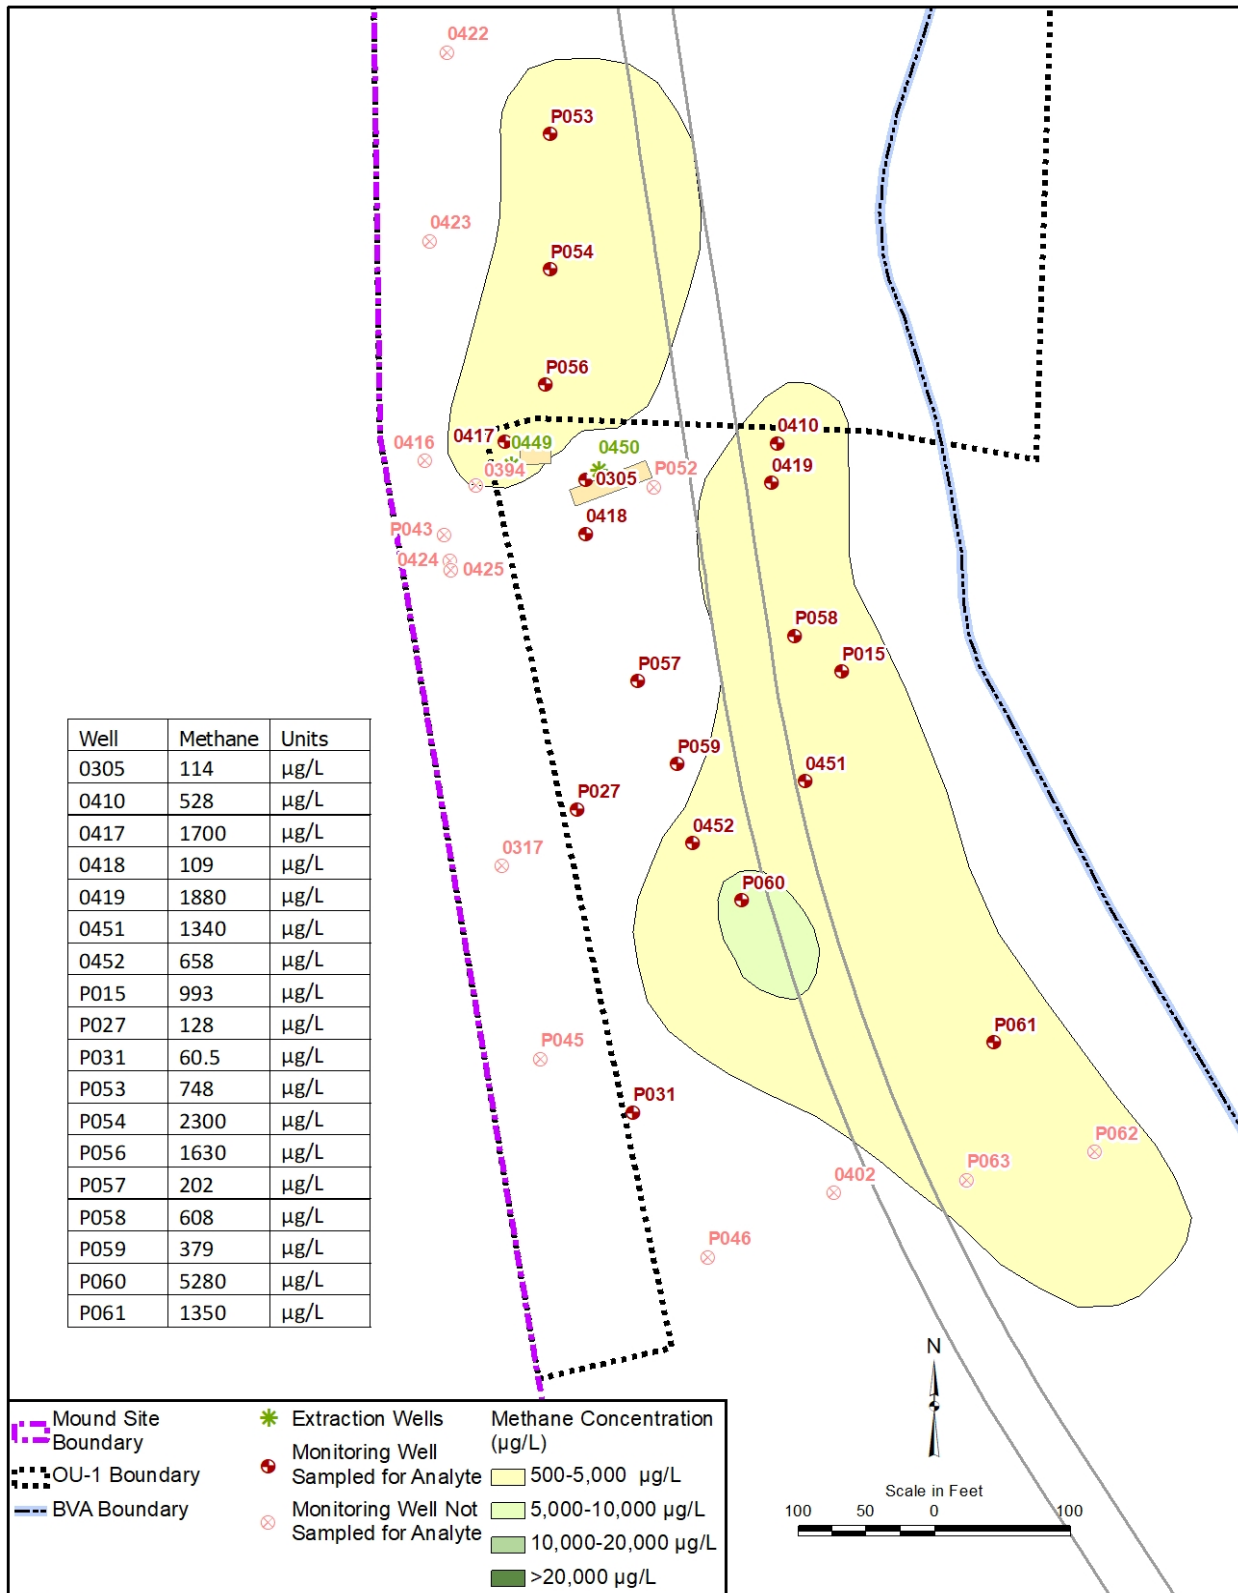 0422
P053
0423
P054
P056
0417
0449
0410
0416
0450
0394
P052
0419
0305
P043
0418
0424
0425
P058
P057
P015
P059
0451
P027
0452
0317
P060
P061
P045
P031
P062
P063
0402
P046
Well Methane Units
0305 114 µg/L
0410 528 µg/L
0417 1700 µg/L
0418 109 µg/L
0419 1880 µg/L
0451 1340 µg/L
0452 658 µg/L
P015 993 µg/L
P027 128 µg/L
P031 60.5 µg/L
P053 748 µg/L
P054 2300 µg/L
P056 1630 µg/L
P057 202 µg/L
P058 608 µg/L
P059 379 µg/L
P060 5280 µg/L
P061 1350 µg/L
N
Scale in Feet
100 0 100
Mound Site
Boundary
OU-1 Boundary
BVA Boundary
Extraction Wells
Monitoring Well
Sampled for Analyte
Monitoring Well Not
Sampled for Analyte
Methane Concentration
(µg/L)
500-5,000 µg/L
5,000-10,000 µg/L
10,000-20,000 µg/L
>20,000 µg/L